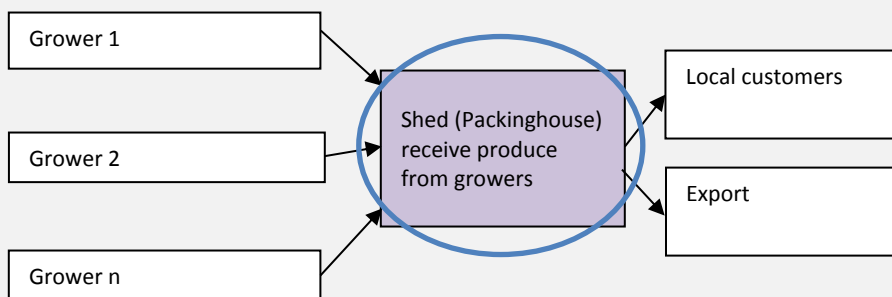 Grower 1
Grower 2
Grower n
Shed (Packinghouse)
receive produce
from growers
Local customers
Export